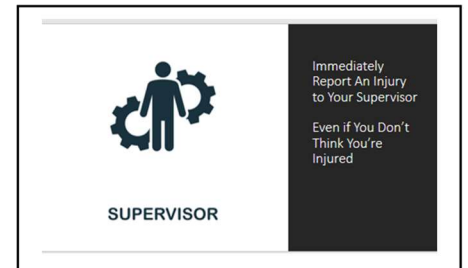 SUPERVISOR
Immediately
Report An Injury
to Your Supervisor
Even if You Don’t
Think You’re
Injured